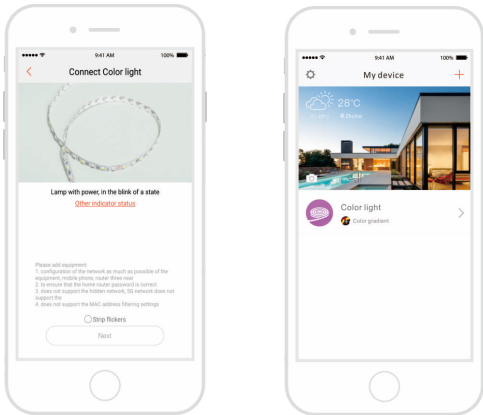 9:41 AM
100%
Connect Color light
Lamp with power, in the blink of a state
Other indicator status
Please add equipment:
1. configuration of the network as much as possible of the
equipment, mobile phone, router three near
2. to ensure that the home router password is correct
3. does not support the hidden network, 5G network does not
support the
4. does not support the MAC address filtering settings
Strip flickers
Next
9:41 AM
100%
My device
28°C
Color light
Color gradient